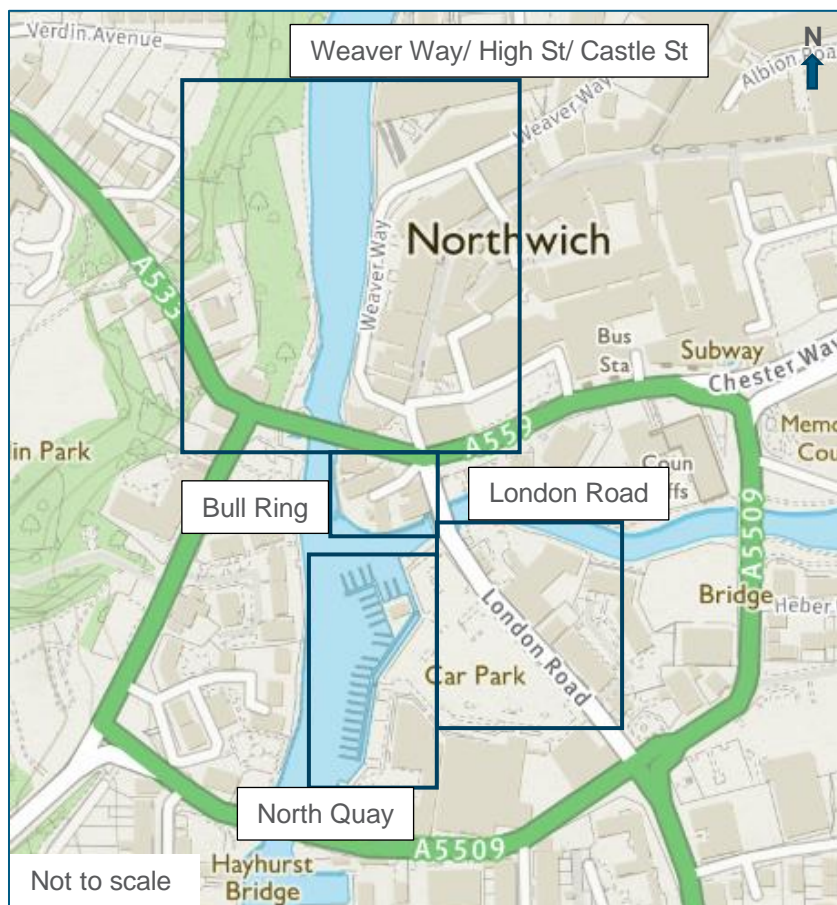 Verdin Avenue
Weaver Way/ High St/ Castle St
N
Albion Roa
Weaver Way
Northwich
Weaver Way
A533
Bus
Sta
Subway
Chester Way
A559
in Park
Memo
Cou
Coun
ffs
Bull Ring
London Road
A5509
Bridge
Heber
London Road
Car Park
North Quay
A5509
Hayhurst
Bridge
Not to scale